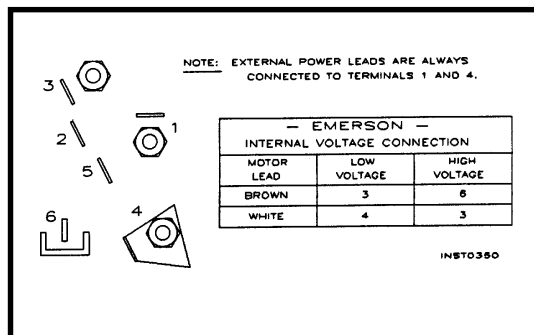 NOTE: EXTERNAL POWER LEADS ARE ALWAYS
CONNECTED TO TERMINALS 1 AND 4.
3
2
1
5
6
4
— EMERSON —
INTERNAL VOLTAGE CONNECTION
MOTOR LEAD LOW VOLTAGE HIGH VOLTAGE
BROWN 3 6
WHITE 4 3
INST0350